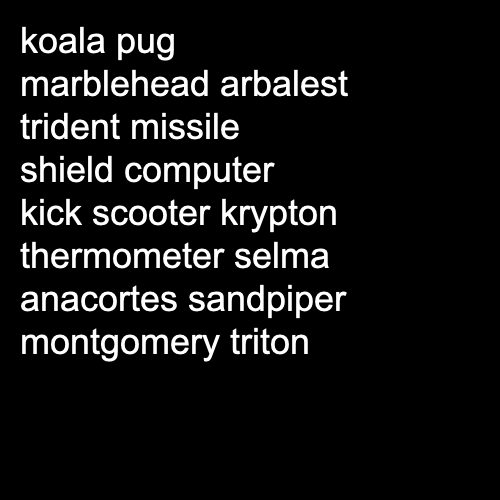 koala pug
marblehead arbalest
trident missile
shield computer
kick scooter krypton
thermometer selma
anacortes sandpiper
montgomery triton